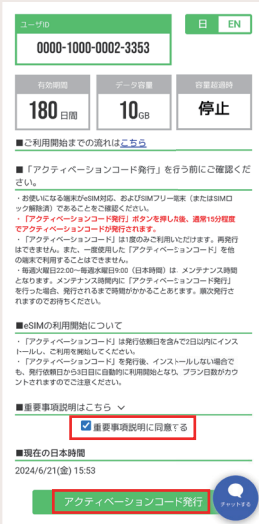 ユーザID
日 EN
0000-1000-0002-3353
有効期間 データ容量 容量超過時
180日間 10GB 停止
■ご利用開始までの流れはこちら
■「アクティベーションコード発行」を行う前にご確認くだ
さい。
・お使いになる端末がeSIM対応、およびSIMフリー端末（またはSIMロ
ック解除済）であることをご確認ください。
・「アクティベーションコード発行」ボタンを押した後、通常15分程度
でアクティベーションコードが発行されます。
・「アクティベーションコード」は1度のみご利用いただけます。再発行
はできません。また、一度使用した「アクティベーションコード」を他
の端末で利用することはできません。
・毎週火曜日22:00～毎週水曜日9:00（日本時間）は、メンテナンス時間
となります。メンテナンス時間内に「アクティベーションコード発行」
を行った場合、発行されるまで時間がかかることがあります。順次発行さ
れますのでお待ちください。
■eSIMの利用開始について
・「アクティベーションコード」は発行依頼日を含みて2日以内にインス
トールし、ご利用を開始してください。
・「アクティベーションコード」を発行後、インストールしない場合で
も、発行依頼日から3日目に自動的に利用開始となり、プラン日数がカウ
ントされますのでご注意ください。
■重要事項説明はこちら
重要事項説明に同意する
■現在の日本時間
2024/6/21(金) 15:53
アクティベーションコード発行
チャットする